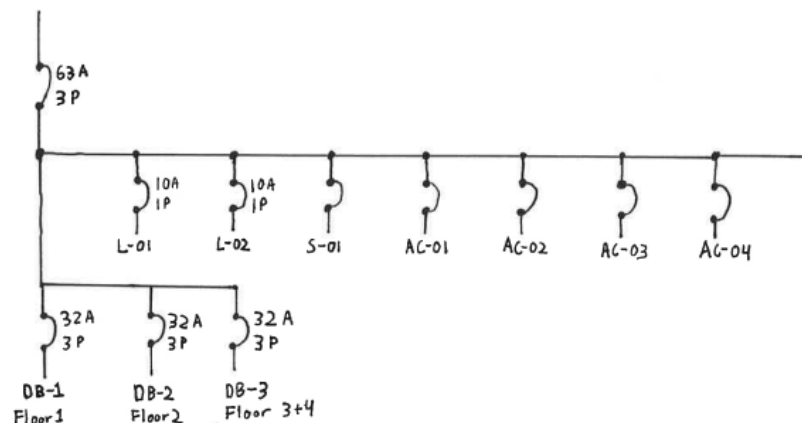 63A
3P
10A
1P
10A
1P
L-01
L-02
S-01
AC-01
AC-02
AC-03
AC-04
32A
3P
32A
3P
32A
3P
DB-1
Floor 1
DB-2
Floor 2
DB-3
Floor 3+4